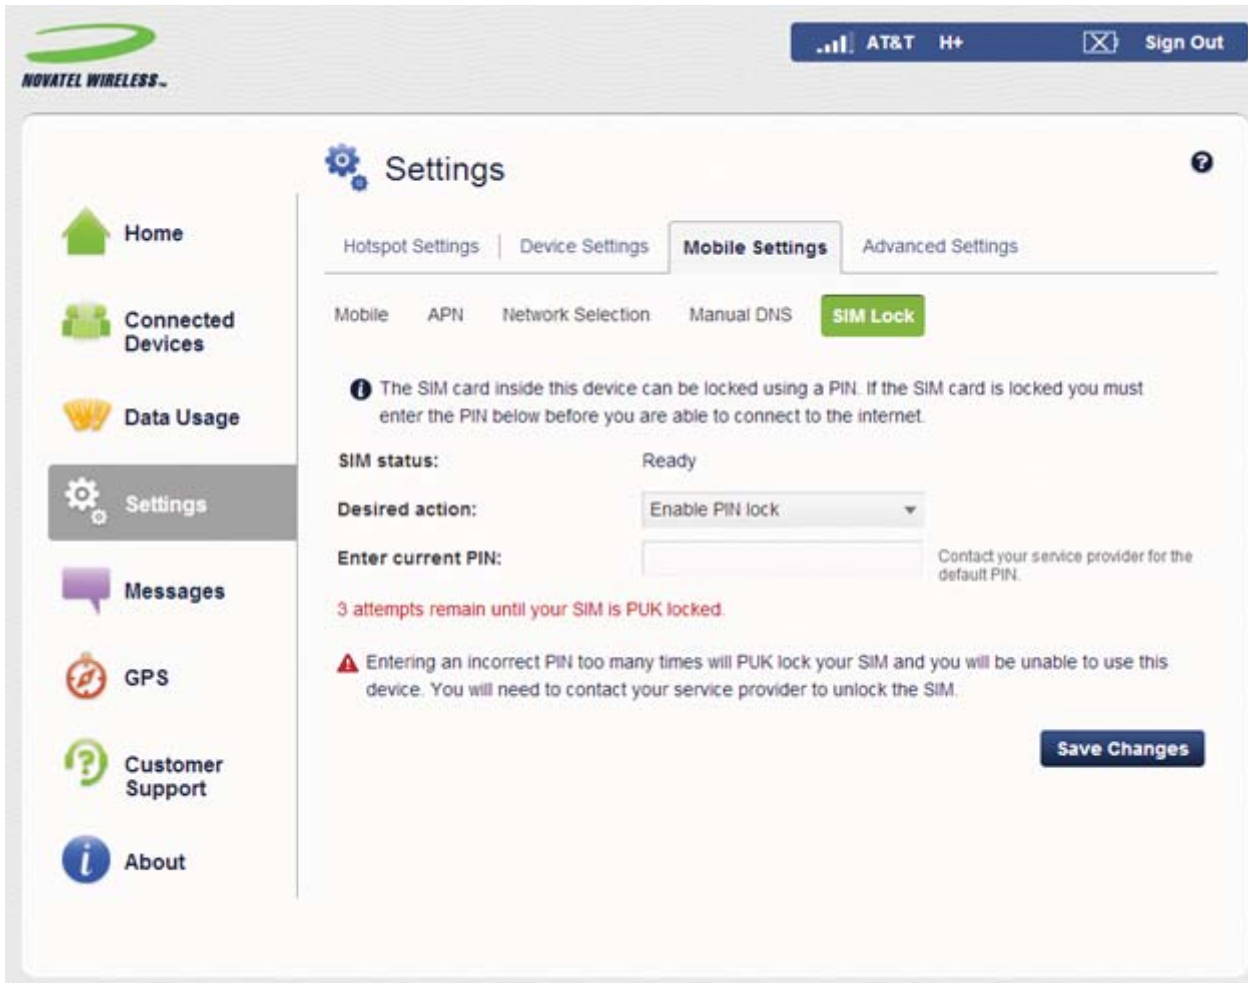 AT&T H+ Sign Out
NOVATEL WIRELESS™
Settings
?
Home
Connected
Devices
Data Usage
Settings
Messages
GPS
Customer
Support
About
Hotspot Settings Device Settings Mobile Settings Advanced Settings
Mobile APN Network Selection Manual DNS SIM Lock
The SIM card inside this device can be locked using a PIN. If the SIM card is locked you must
enter the PIN below before you are able to connect to the internet.
SIM status: Ready
Desired action: Enable PIN lock
Enter current PIN:
Contact your service provider for the
default PIN.
3 attempts remain until your SIM is PUK locked.
Entering an incorrect PIN too many times will PUK lock your SIM and you will be unable to use this
device. You will need to contact your service provider to unlock the SIM.
Save Changes